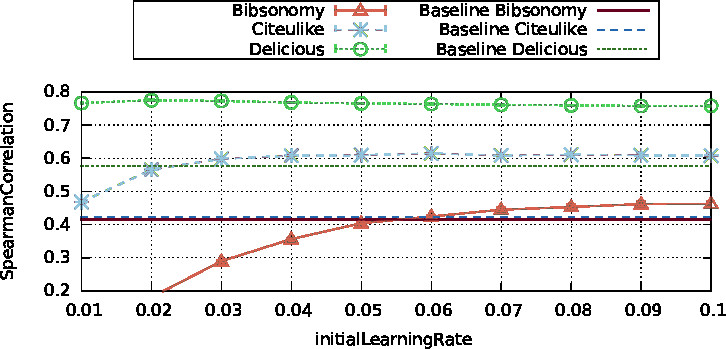 Bibsonomy Baseline Bibsonomy
Citeulike Baseline Citeulike
Delicious Baseline Delicious
0.8
0.7
0.6
0.5
0.4
0.3
0.2
SpearmanCorrelation
0.01 0.02 0.03 0.04 0.05 0.06 0.07 0.08 0.09 0.1
initialLearningRate